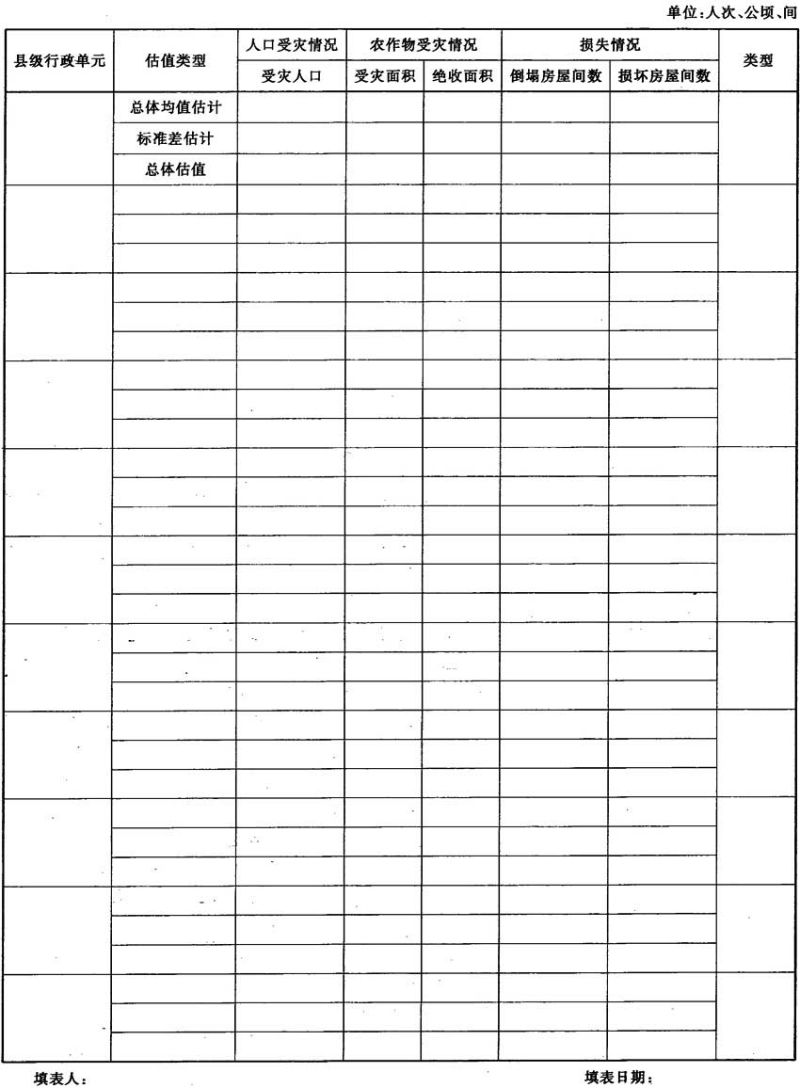 单位:人次、公顷、间
县级行政单元 估值类型 人口受灾情况 农作物受灾情况 损失情况 类型
受灾人口 受灾面积 绝收面积 倒塌房屋间数 损坏房屋间数
总体均值估计
标准差估计
总体估值
填表人: 填表日期: